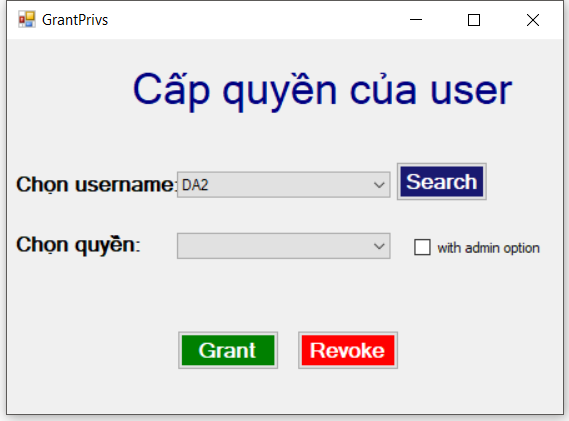 GrantPrivs
Cấp quyền của user
Chọn username: DA2 Search
Chọn quyền: with admin option
Grant Revoke